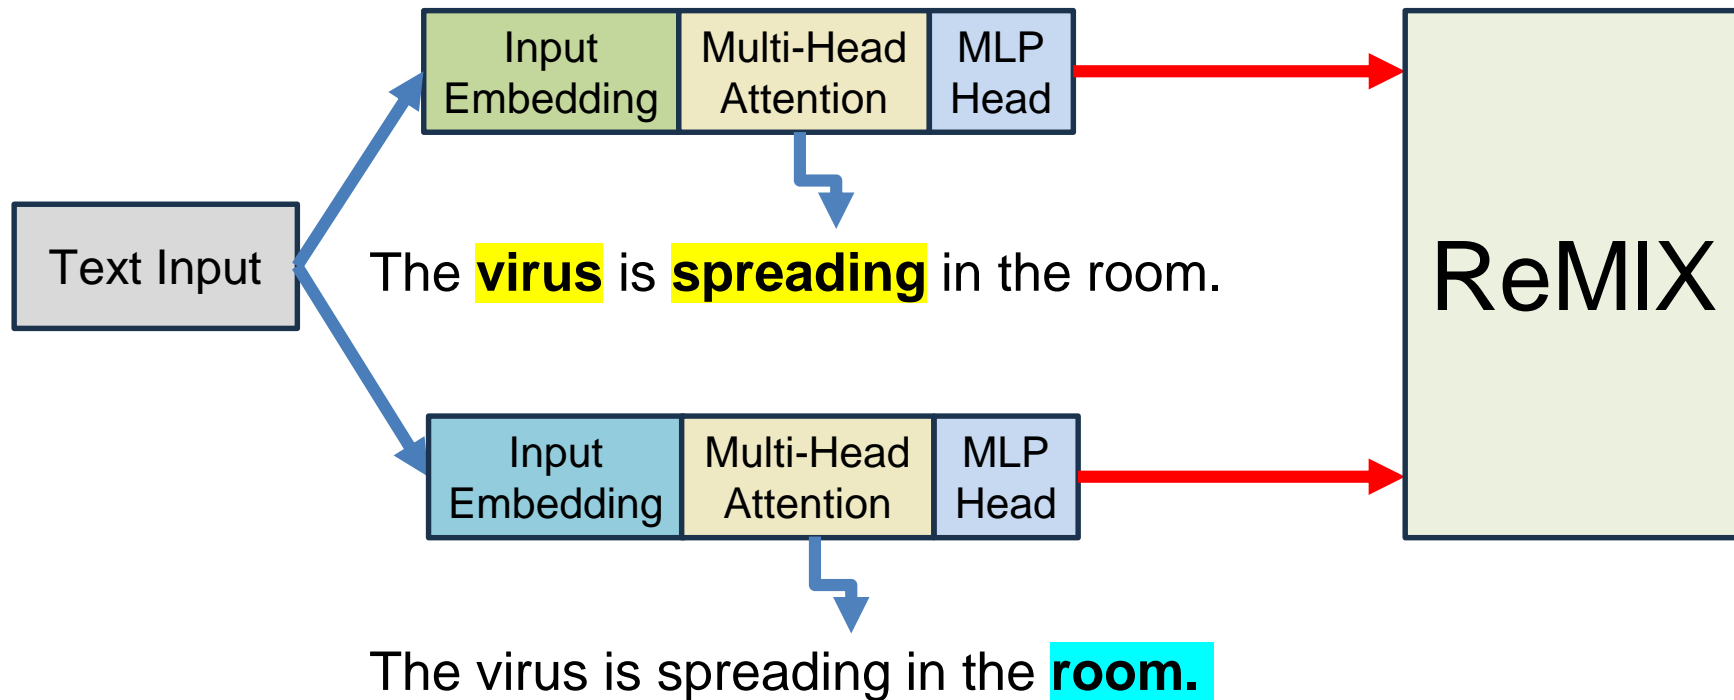 Input
Embedding
Multi-Head
Attention
MLP
Head
Text Input
The virus is spreading in the room.
ReMIX
Input
Embedding
Multi-Head
Attention
MLP
Head
The virus is spreading in the room.